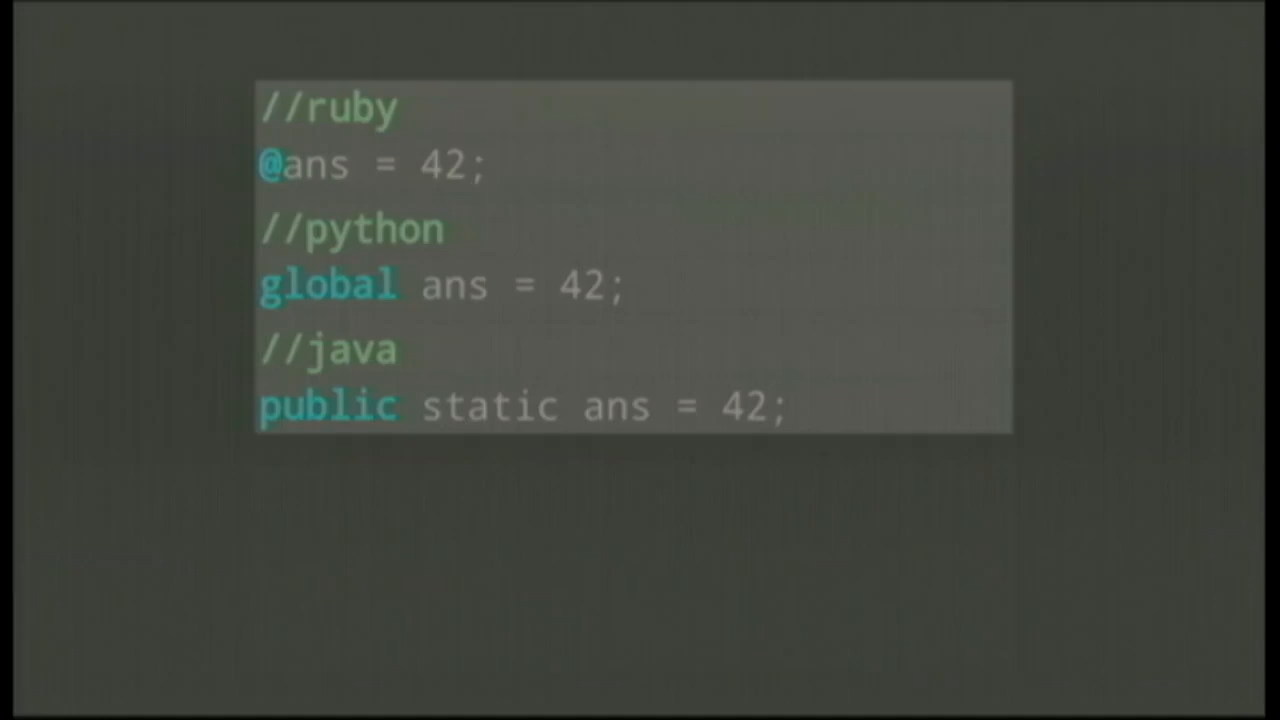 //ruby
@ans = 42;
//python
global ans = 42;
//java
public static ans = 42;